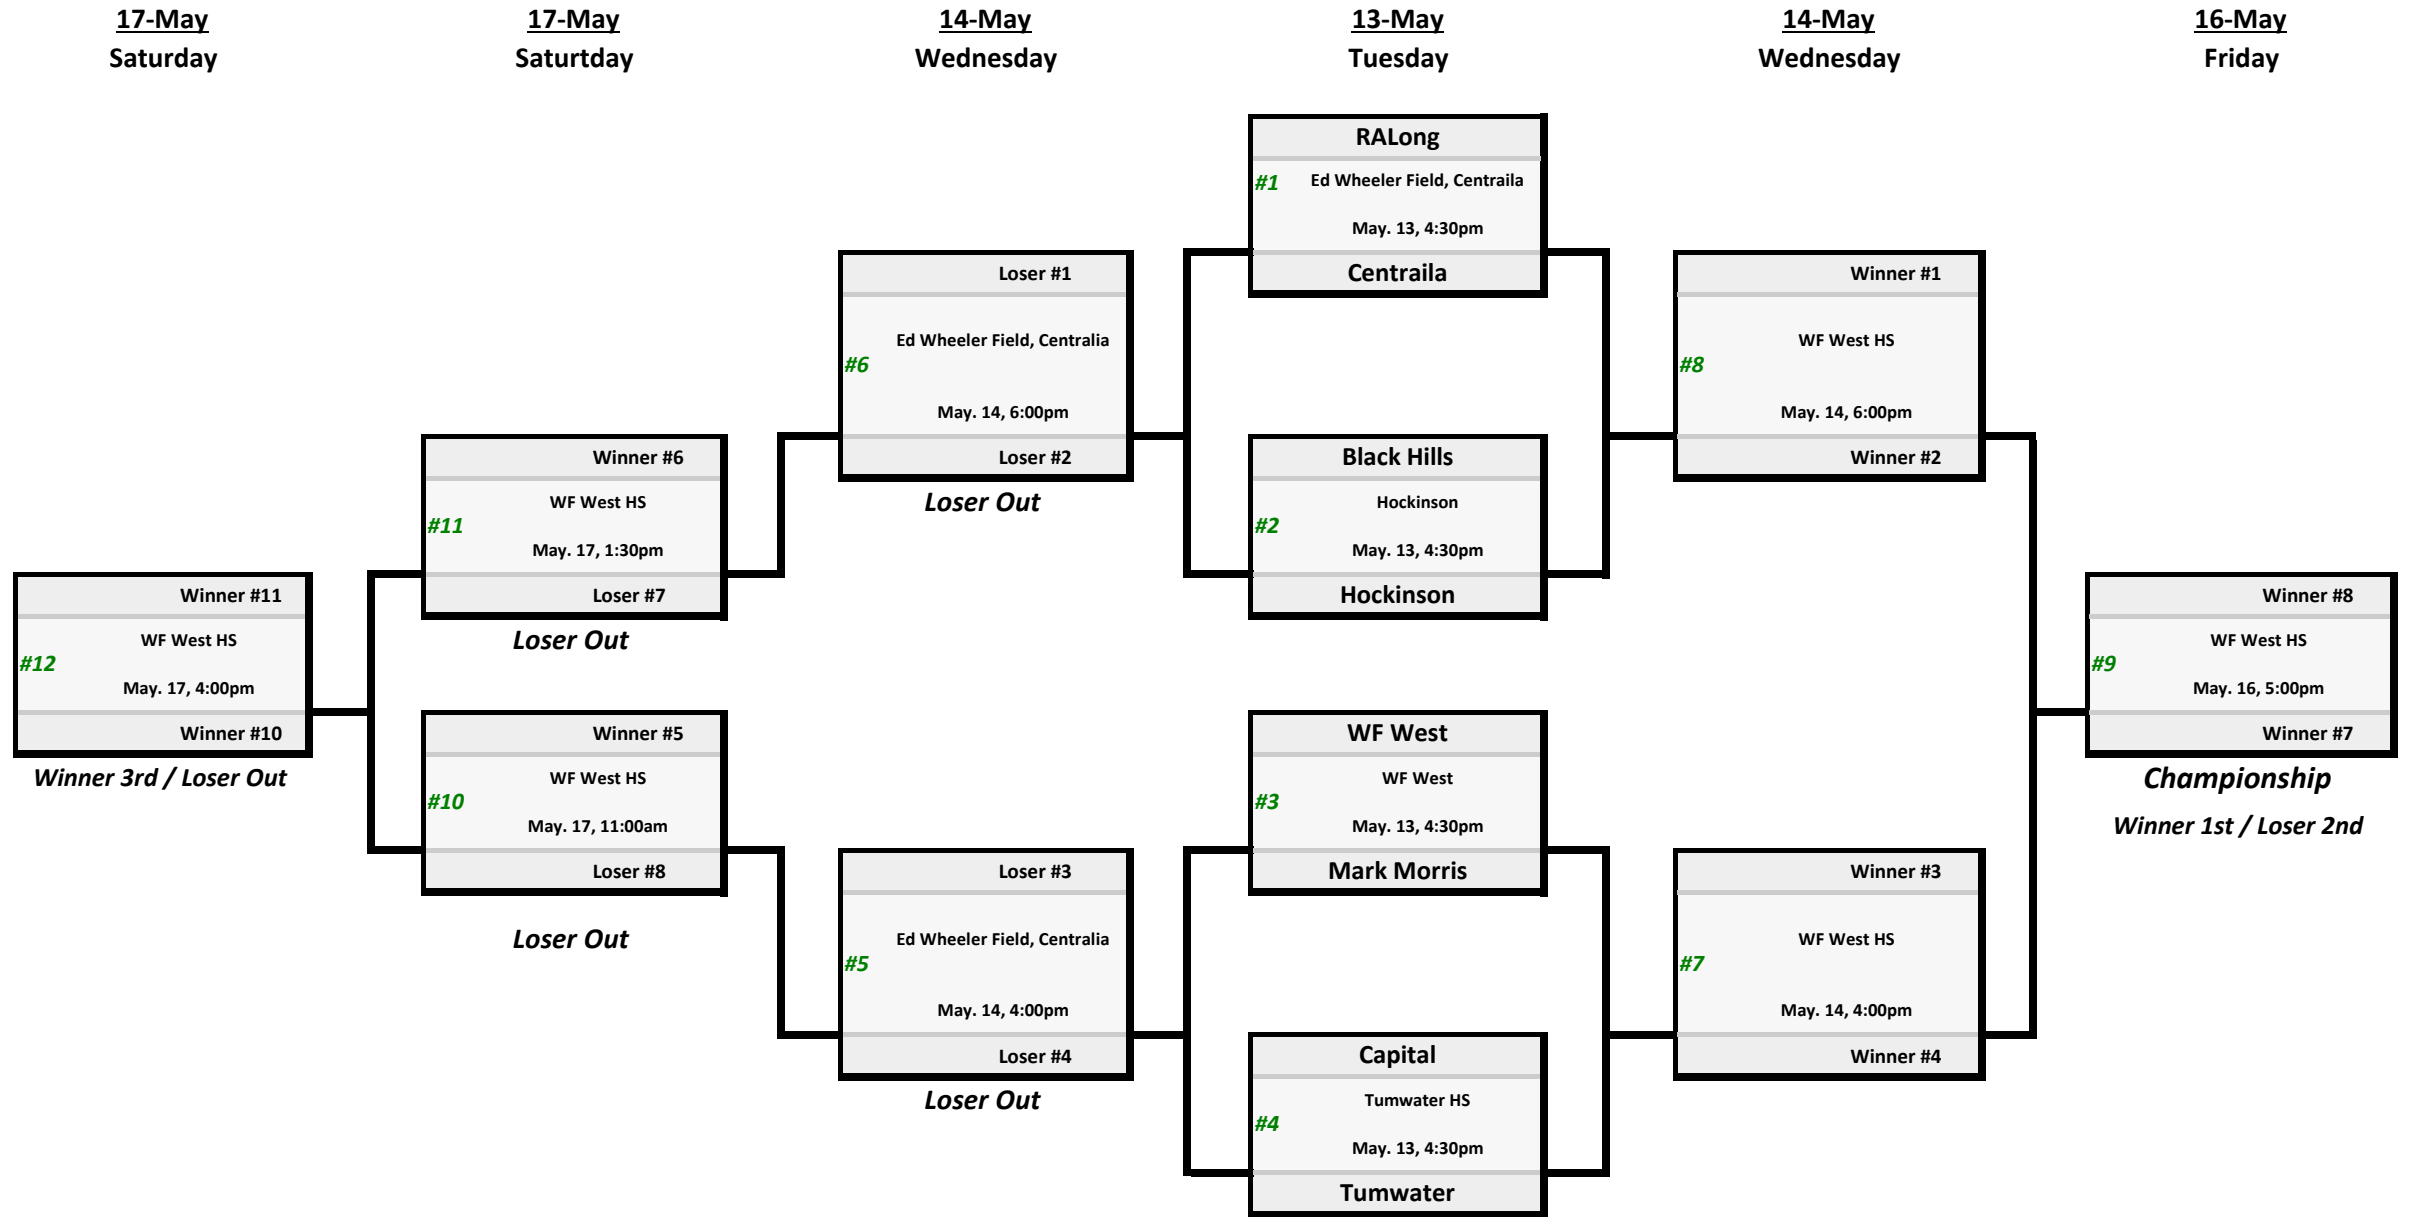 17-May
Saturday
17-May
Saturtday
14-May
Wednesday
13-May
Tuesday
14-May
Wednesday
16-May
Friday
Winner #11
WF West HS
#12
May. 17, 4:00pm
Winner #10
Winner 3rd / Loser Out
Winner #6
WF West HS
#11
May. 17, 1:30pm
Loser #7
Loser Out
Winner #5
WF West HS
#10
May. 17, 11:00am
Loser #8
Loser Out
Loser #1
Ed Wheeler Field, Centralia
#6
May. 14, 6:00pm
Loser #2
Loser Out
Loser #3
Ed Wheeler Field, Centralia
#5
May. 14, 4:00pm
Loser #4
Loser Out
RALong
#1 Ed Wheeler Field, Centraila
May. 13, 4:30pm
Centraila
Black Hills
Hockinson
#2
May. 13, 4:30pm
Hockinson
WF West
WF West
#3
May. 13, 4:30pm
Mark Morris
Capital
Tumwater HS
#4
May. 13, 4:30pm
Tumwater
Winner #1
WF West HS
#8
May. 14, 6:00pm
Winner #2
Winner #3
WF West HS
#7
May. 14, 4:00pm
Winner #4
Winner #8
WF West HS
#9
May. 16, 5:00pm
Winner #7
Championship
Winner 1st / Loser 2nd